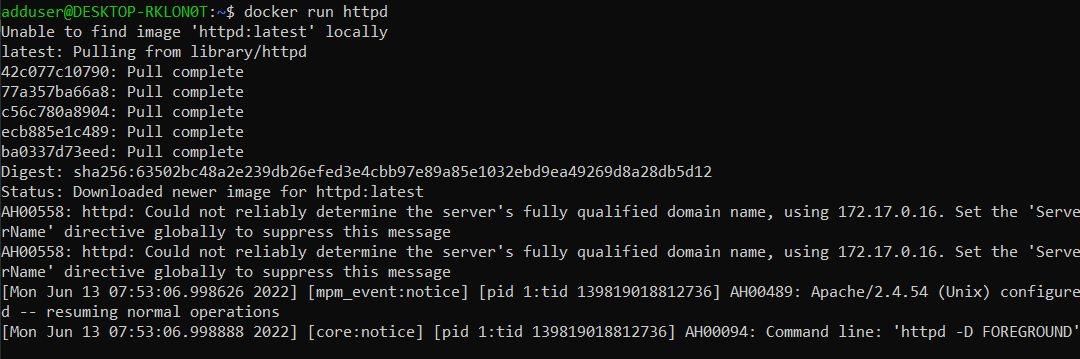 adduser@DESKTOP-RKLON0T:~$ docker run httpd
Unable to find image 'httpd:latest' locally
latest: Pulling from library/httpd
42c077c10790: Pull complete
77a357ba66a8: Pull complete
c56c780a8904: Pull complete
ecb885e1c489: Pull complete
ba0337d73eed: Pull complete
Digest: sha256:63502bc48a2e239db26efed3e4cbb97e89a85e1032ebd9ea49269d8a28db5d12
Status: Downloaded newer image for httpd:latest
AH00558: httpd: Could not reliably determine the server's fully qualified domain name, using 172.17.0.16. Set the 'Serve
rName' directive globally to suppress this message
AH00558: httpd: Could not reliably determine the server's fully qualified domain name, using 172.17.0.16. Set the 'Serve
rName' directive globally to suppress this message
[Mon Jun 13 07:53:06.998626 2022] [mpm_event:notice] [pid 1:tid 139819018812736] AH00489: Apache/2.4.54 (Unix) configure
d -- resuming normal operations
[Mon Jun 13 07:53:06.998888 2022] [core:notice] [pid 1:tid 139819018812736] AH00094: Command line: 'httpd -D FOREGROUND'